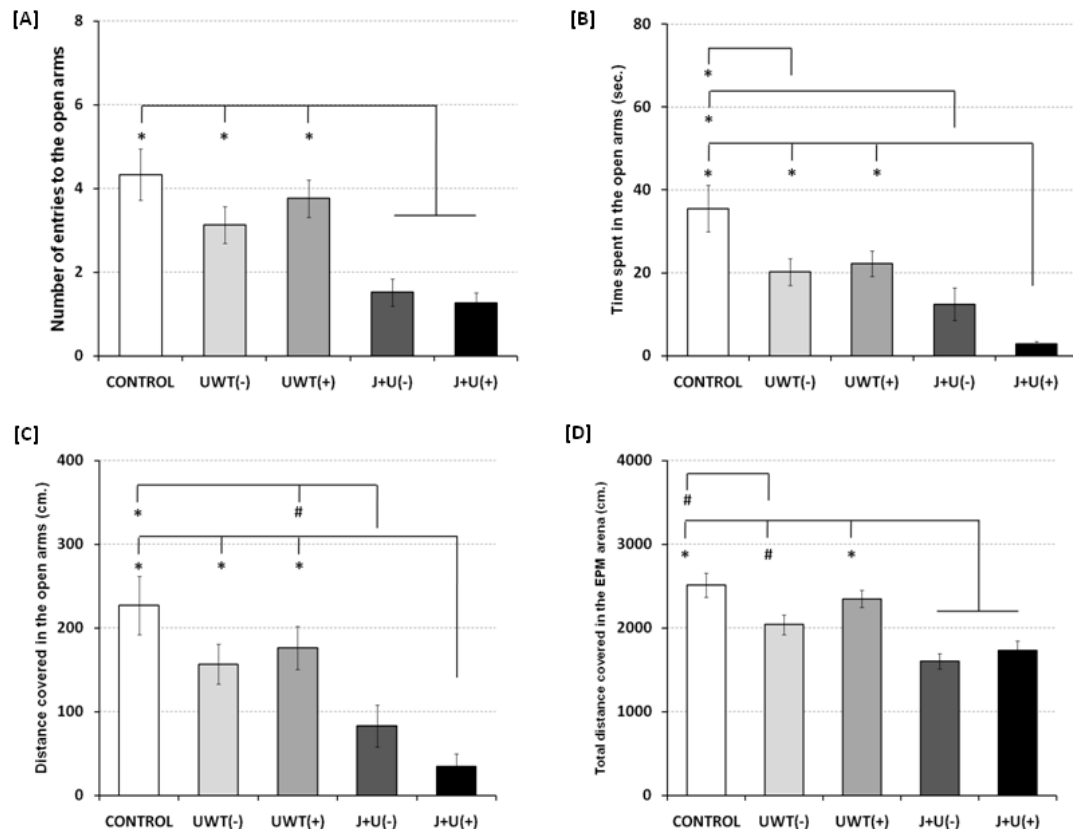 [A]
Number of entries to the open arms
8
6
4
2
0
* * *
CONTROL UWT(-) UWT(+) J+U(-) J+U(+)
[B]
Time spent in the open arms (sec.)
80
60
40
20
0
*
*
* * *
CONTROL UWT(-) UWT(+) J+U(-) J+U(+)
[C]
Distance covered in the open arms (cm.)
400
300
200
100
0
* #
* * *
CONTROL UWT(-) UWT(+) J+U(-) J+U(+)
[D]
Total distance covered in the EPM arena (cm.)
4000
3000
2000
1000
0
#
* # *
CONTROL UWT(-) UWT(+) J+U(-) J+U(+)